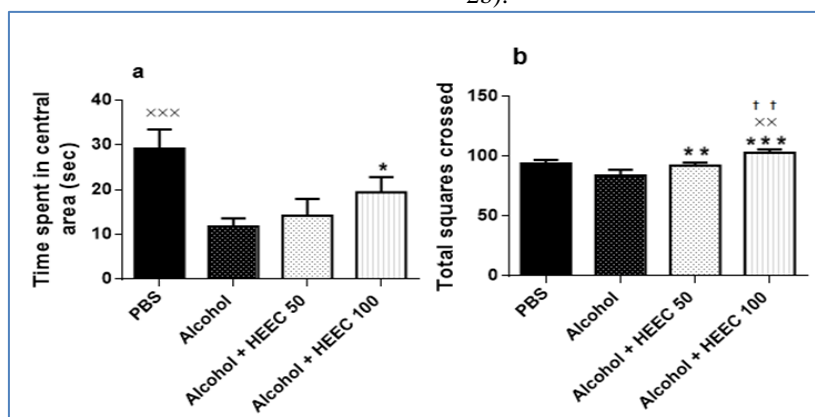 2b).
a
Time spent in central
area (sec)
40
30
20
10
0
×××
*
PBS
Alcohol
Alcohol + HEEC 50
Alcohol + HEEC 100
b
Total squares crossed
150
100
50
0
**
† †
××
***
PBS
Alcohol
Alcohol + HEEC 50
Alcohol + HEEC 100